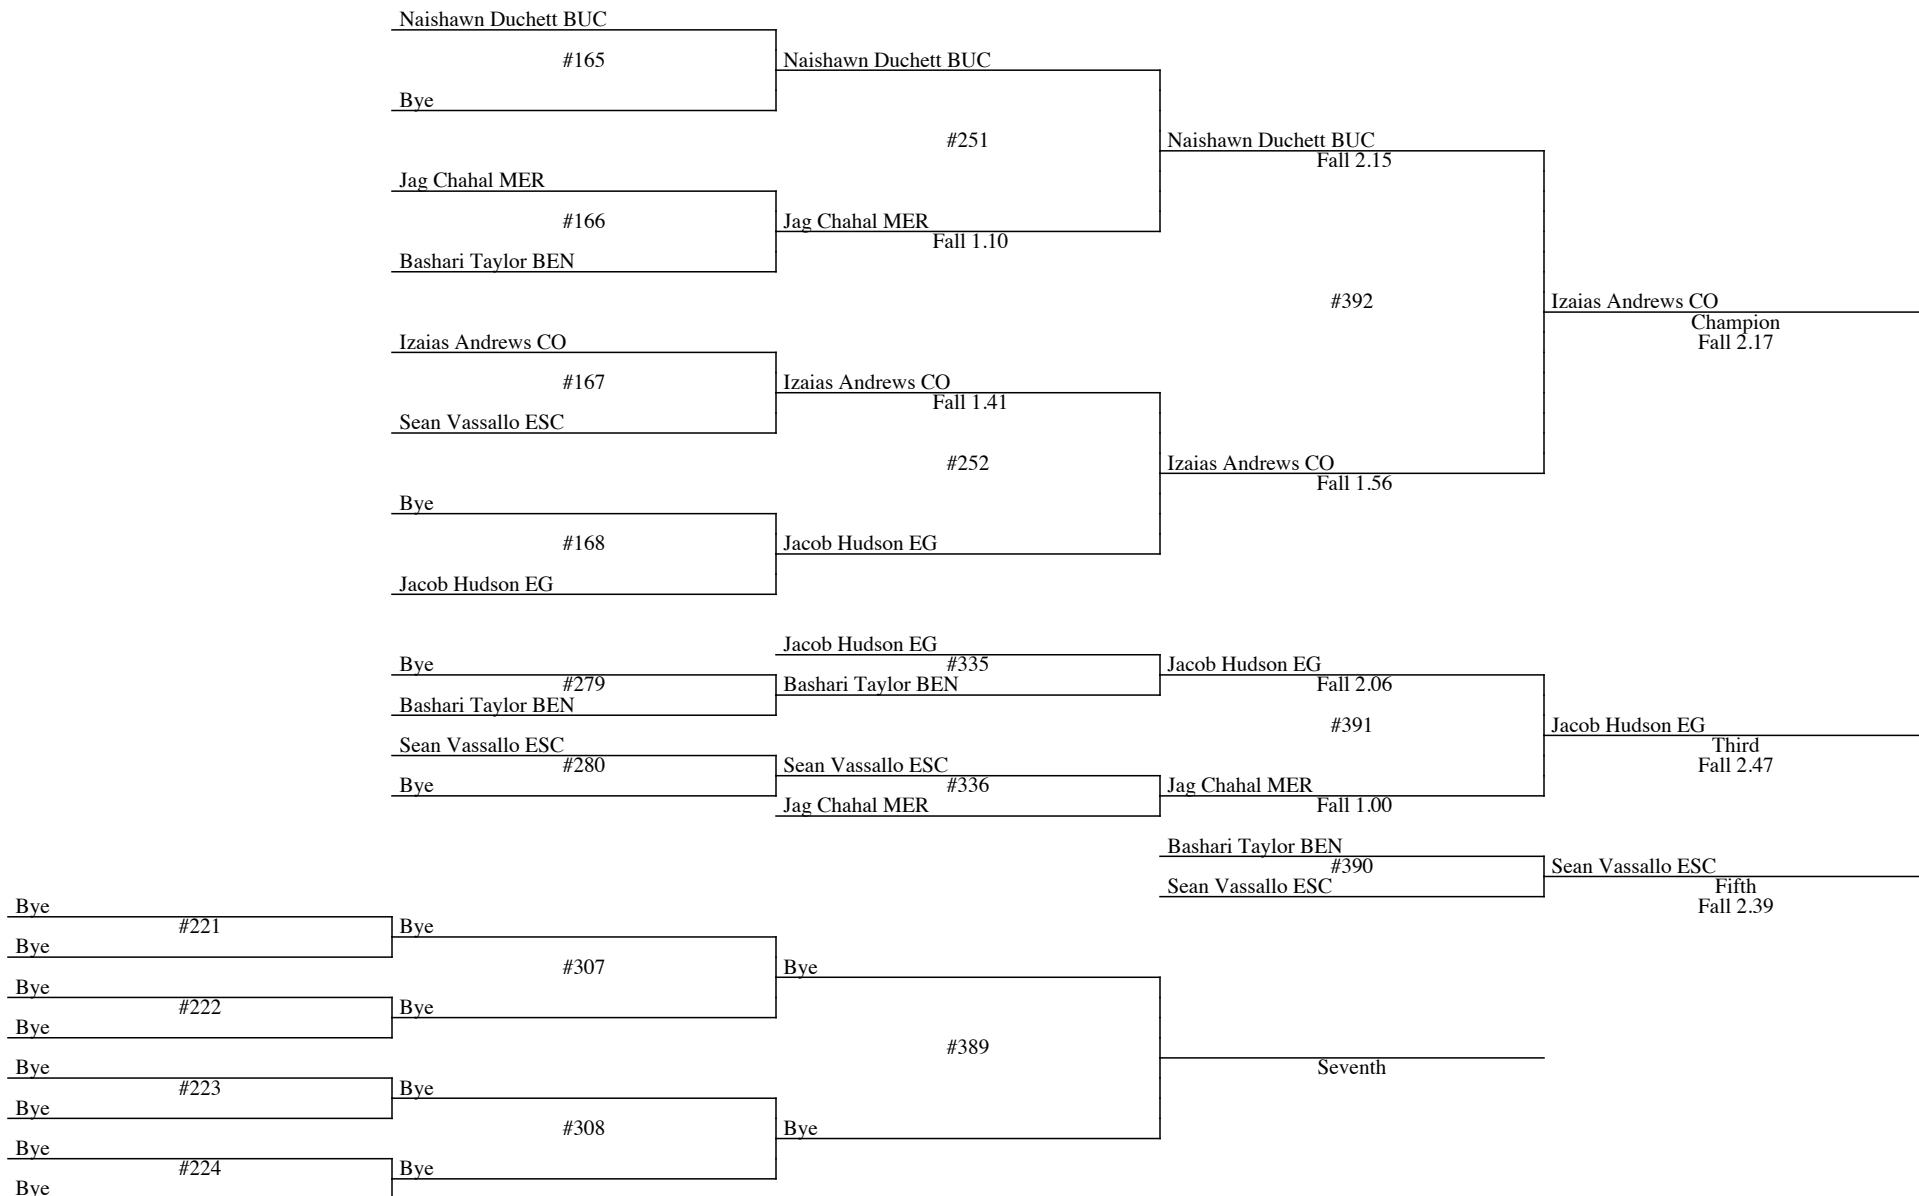 Naishawn Duchett BUC
#165
Naishawn Duchett BUC
Bye
#251
Naishawn Duchett BUC
Fall 2.15
Jag Chahal MER
#166
Jag Chahal MER
Fall 1.10
Bashari Taylor BEN
#392
Izaias Andrews CO
Champion
Fall 2.17
Izaias Andrews CO
#167
Izaias Andrews CO
Fall 1.41
Sean Vassallo ESC
#252
Izaias Andrews CO
Fall 1.56
Bye
#168
Jacob Hudson EG
Jacob Hudson EG
Jacob Hudson EG
Bye
#335
Jacob Hudson EG
#279
Bashari Taylor BEN
Fall 2.06
Bashari Taylor BEN
#391
Jacob Hudson EG
Third
Fall 2.47
Sean Vassallo ESC
#280
Sean Vassallo ESC
Bye
#336
Jag Chahal MER
Jag Chahal MER
Fall 1.00
Bashari Taylor BEN
#390
Sean Vassallo ESC
Sean Vassallo ESC
Fifth
Fall 2.39
Bye
#221
Bye
Bye
#307
Bye
Bye
#222
Bye
Bye
#389
Seventh
Bye
#223
Bye
Bye
#308
Bye
Bye
#224
Bye
Bye